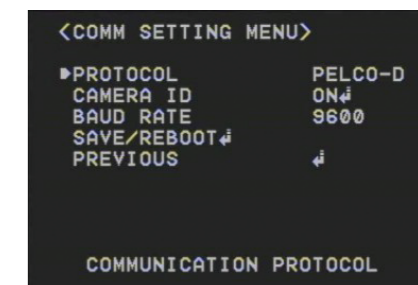 <COMM SETTING MENU>
PROTOCOL PELCO-D
CAMERA ID ON↲
BAUD RATE 9600
SAVE/REBOOT↲
PREVIOUS ↲
COMMUNICATION PROTOCOL